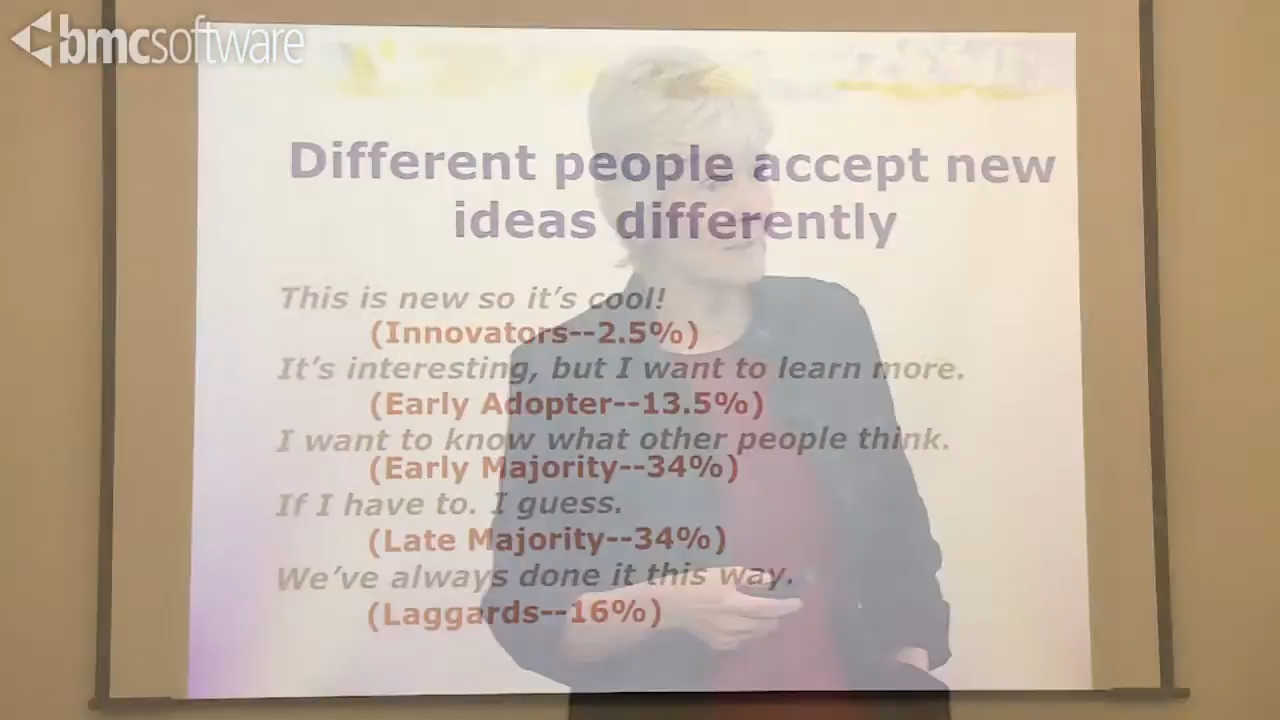 bmcsoftware
Different people accept new
ideas differently
This is new so it's cool!
(Innovators--2.5%)
It's interesting, but I want to learn more.
(Early Adopter--13.5%)
I want to know what other people think.
(Early Majority--34%)
If I have to. I guess.
(Late Majority--34%)
We've always done it this way.
(Laggards--16%)